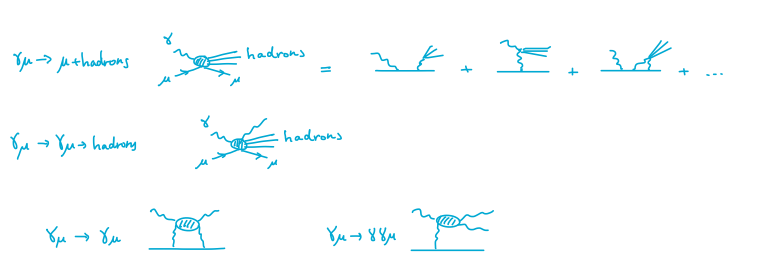 γμ → μ+hadrons γ μ μ hadrons = + + + ...
γμ → γμ → hadrons γ μ μ hadrons
γμ → γμ γμ → γγμ